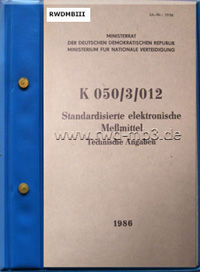 RWDMBIII
MINISTERRAT
DER DEUTSCHEN DEMOKRATISCHEN REPUBLIK
MINISTERIUM FÜR NATIONALE VERTEIDIGUNG
K 050/3/012
Standardisierte elektronische
Meßmittel
Technische Angaben
www.rwd-mp3.de
1986